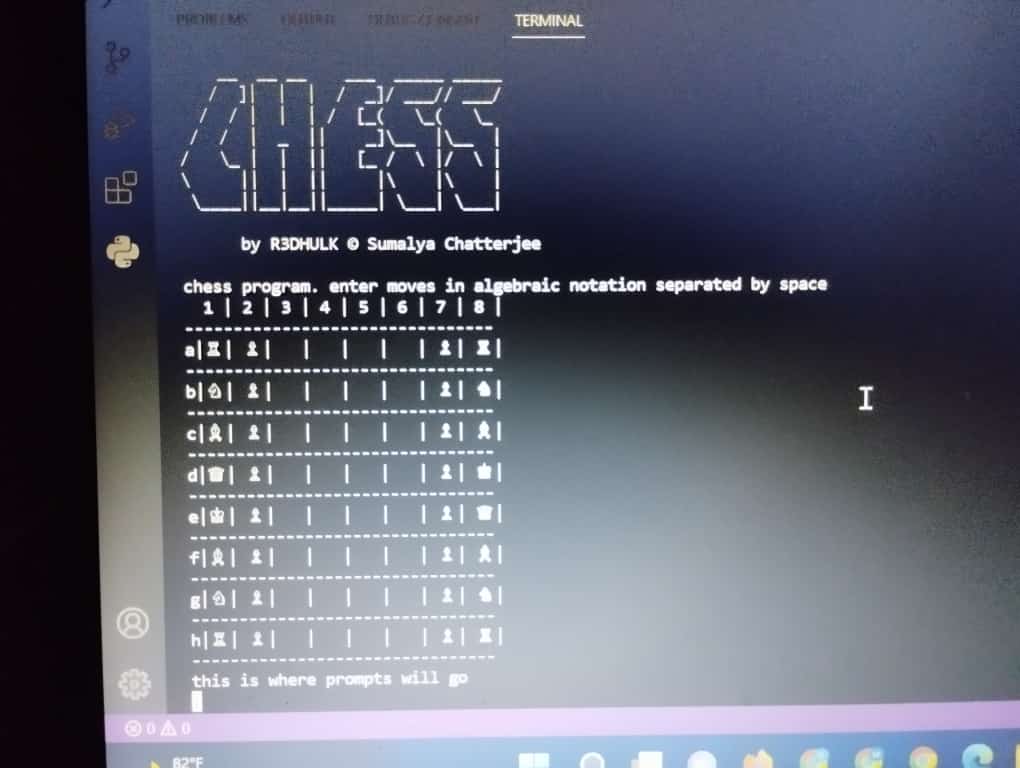 PROBLEMS OUTPUT DEBUG CONSOLE TERMINAL
CHESS
by R3DHULK © Sumalya Chatterjee
chess program. enter moves in algebraic notation separated by space
1 | 2 | 3 | 4 | 5 | 6 | 7 | 8 |
a|♖| ♙| | | | | ♟| ♜|
b|♘| ♙| | | | | ♟| ♞|
c|♗| ♙| | | | | ♟| ♝|
d|♛| ♙| | | | | ♟| ♚|
e|♔| ♙| | | | | ♟| ♛|
f|♗| ♙| | | | | ♟| ♝|
g|♘| ♙| | | | | ♟| ♞|
h|♖| ♙| | | | | ♟| ♜|
this is where prompts will go
0 0
82°F